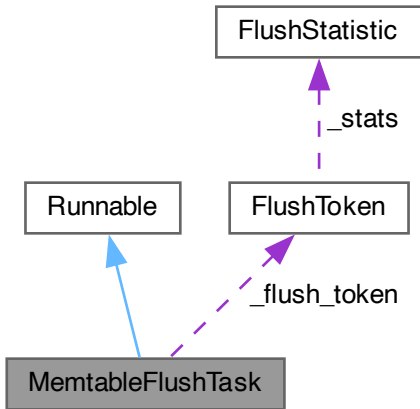 FlushStatistic
_stats
Runnable
FlushToken
_flush_token
MemtableFlushTask